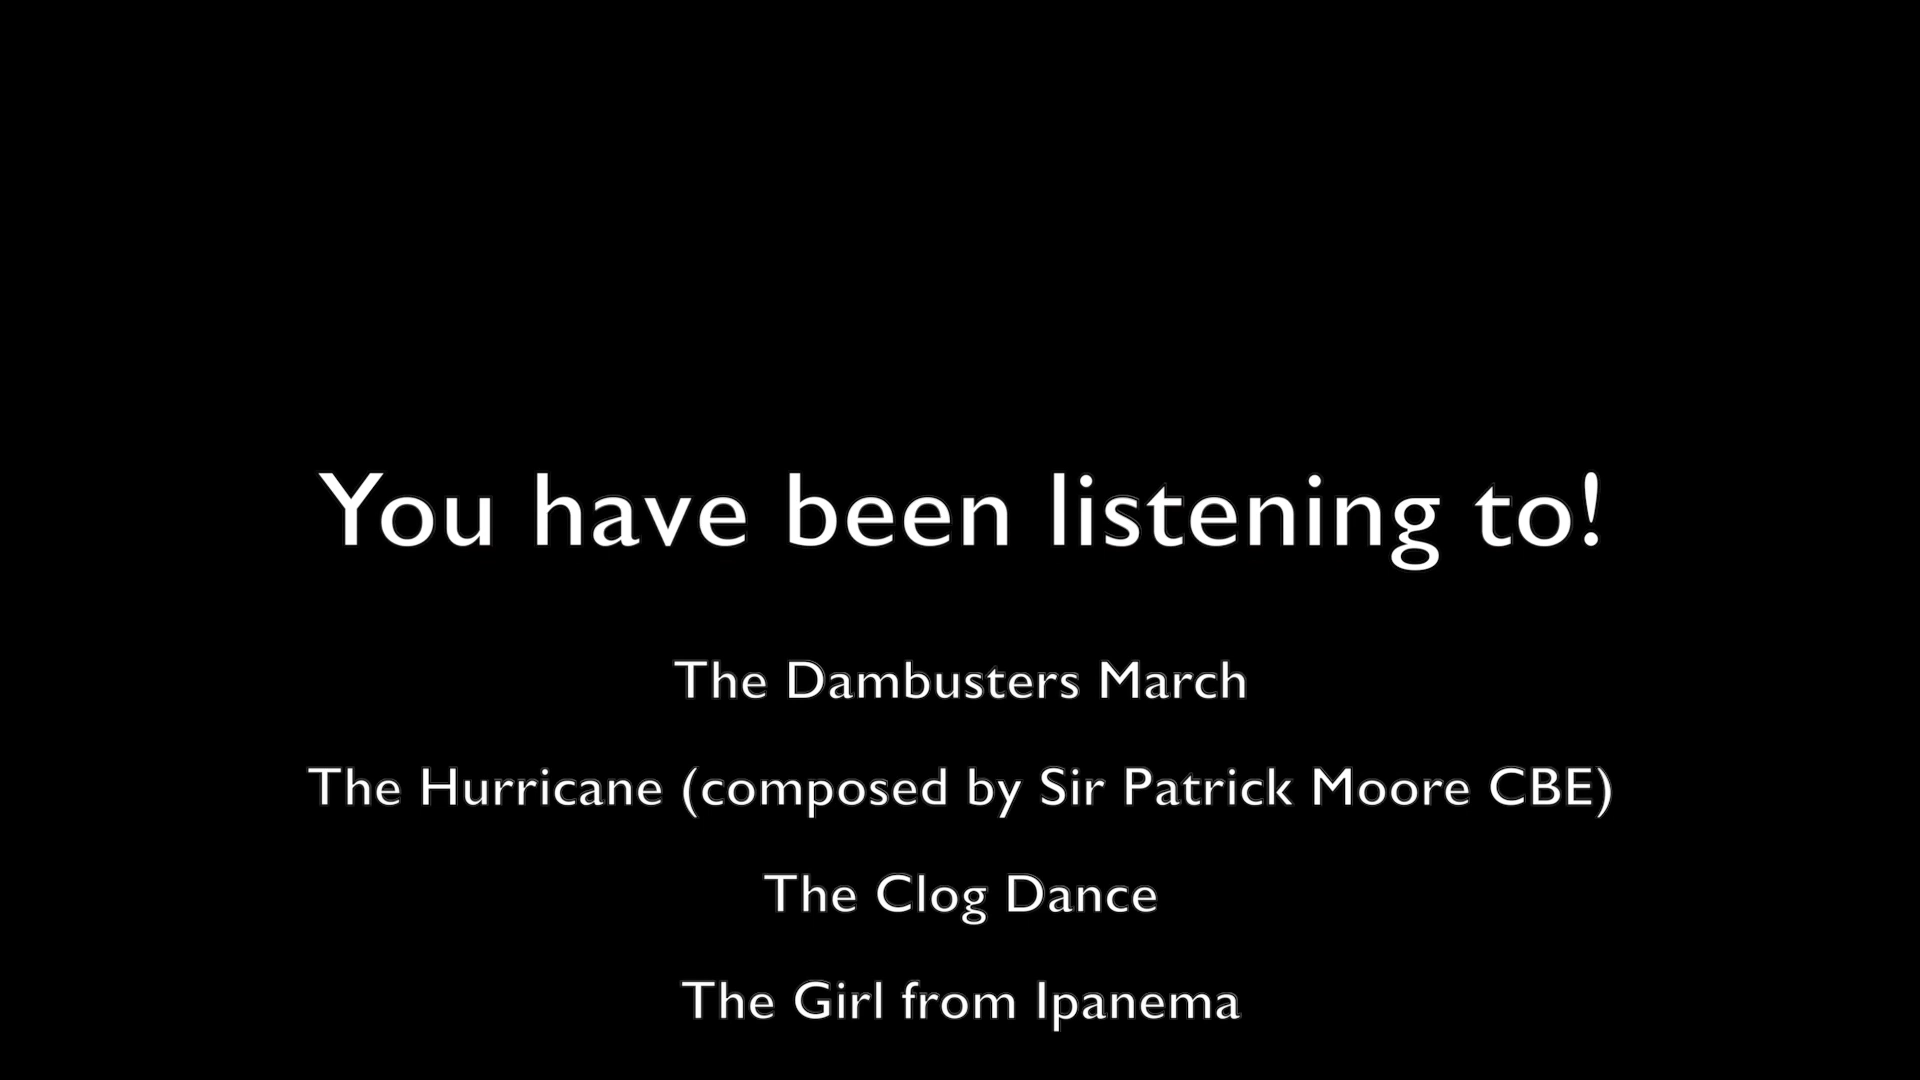 You have been listening to!
The Dambusters March
The Hurricane (composed by Sir Patrick Moore CBE)
The Clog Dance
The Girl from Ipanema